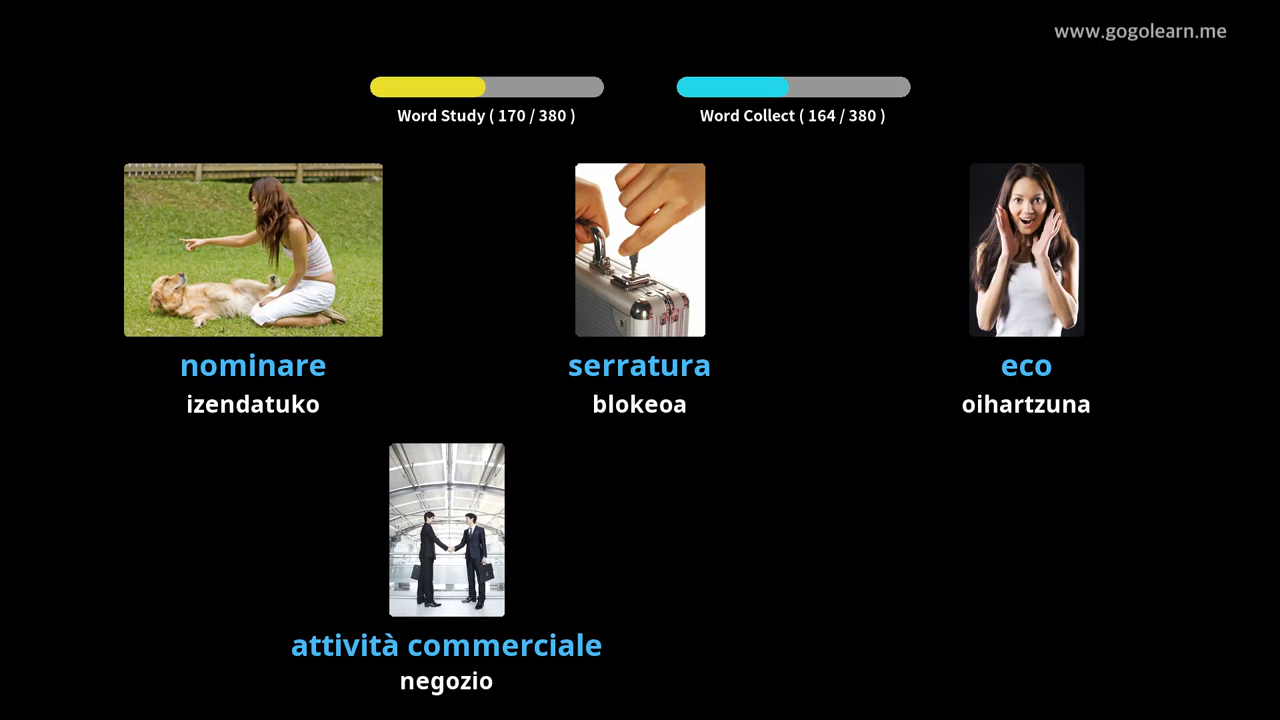 www.gogolearn.me
Word Study ( 170 / 380 )
Word Collect ( 164 / 380 )
nominare
izendatuko
serratura
blokeoa
eco
oihartzuna
attività commerciale
negozio